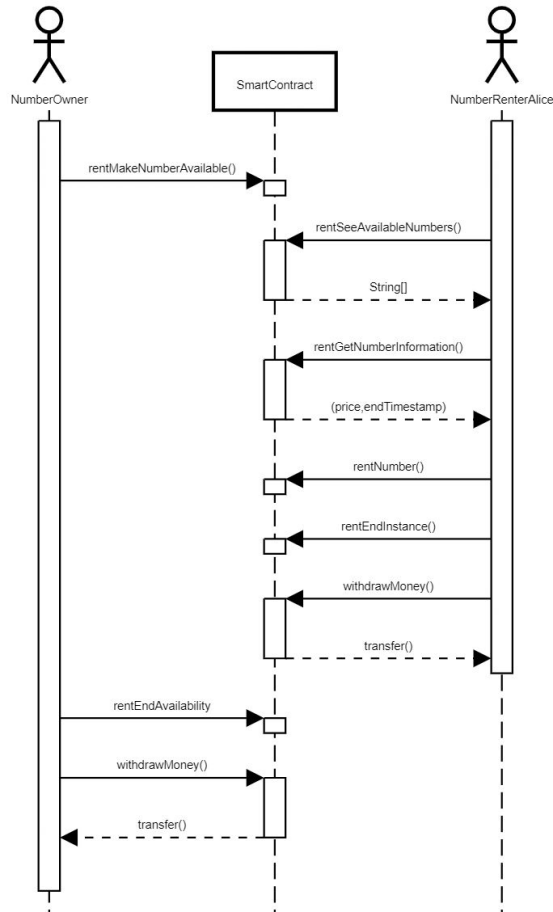 NumberOwner
SmartContract
NumberRenterAlice
rentMakeNumberAvailable()
rentSeeAvailableNumbers()
String[]
rentGetNumberInformation()
(price,endTimestamp)
rentNumber()
rentEndInstance()
withdrawMoney()
transfer()
rentEndAvailability
withdrawMoney()
transfer()